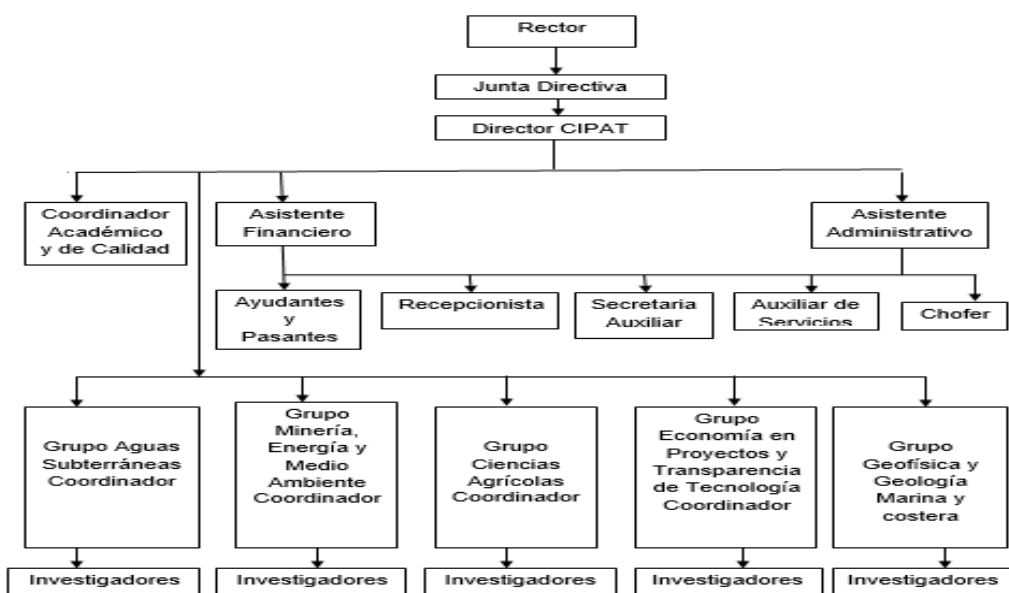 Rector
Junta Directiva
Director CIPAT
Coordinador
Académico
y de Calidad
Asistente
Financiero
Asistente
Administrativo
Ayudantes
y
Pasantes
Recepcionista
Secretaria
Auxiliar
Auxiliar de
Servicios
Chofer
Grupo Aguas
Subterráneas
Coordinador
Grupo
Minería,
Energía y
Medio
Ambiente
Coordinador
Grupo
Ciencias
Agrícolas
Coordinador
Grupo
Economía en
Proyectos y
Transparencia
de Tecnología
Coordinador
Grupo
Geofísica y
Geología
Marina y
costera
Investigadores
Investigadores
Investigadores
Investigadores
Investigadores